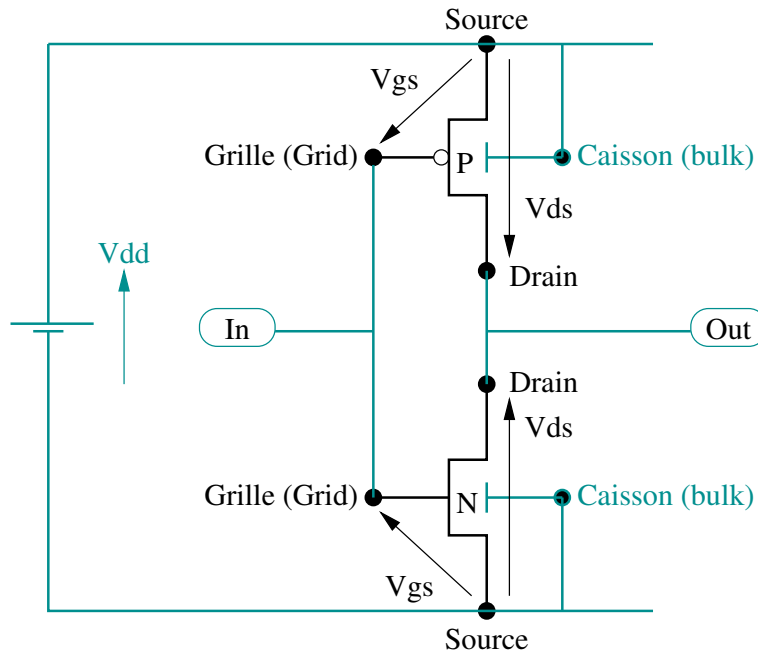 Source
Vgs
Grille (Grid)
P
Caisson (bulk)
Vds
Vdd
Drain
In
Out
Drain
Vds
Grille (Grid)
N
Caisson (bulk)
Vgs
Source